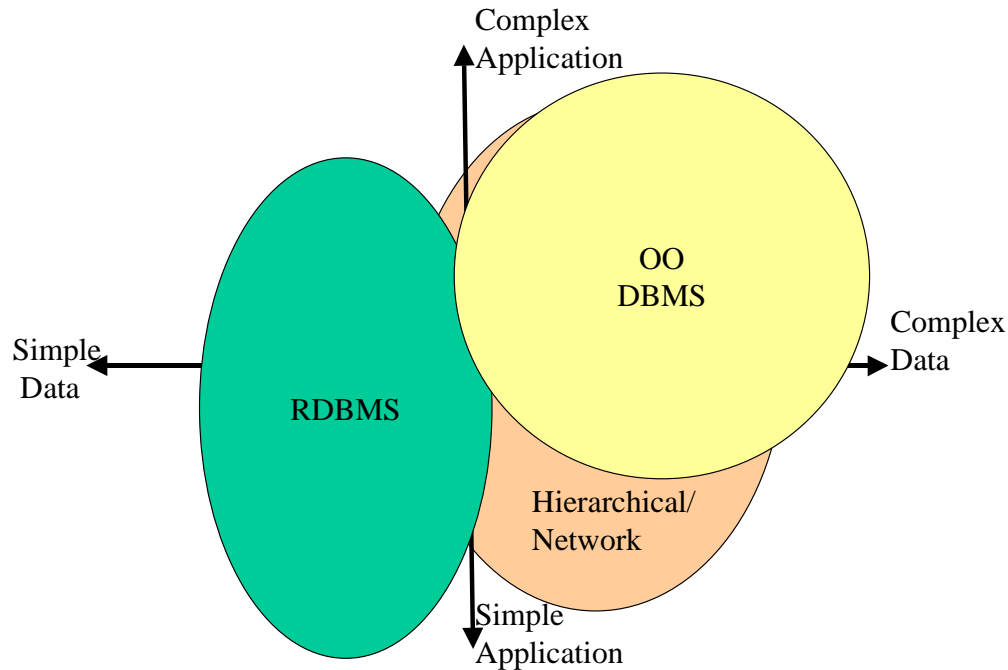 Complex
Application
OO
DBMS
Simple
Data
Complex
Data
RDBMS
Hierarchical/
Network
Simple
Application